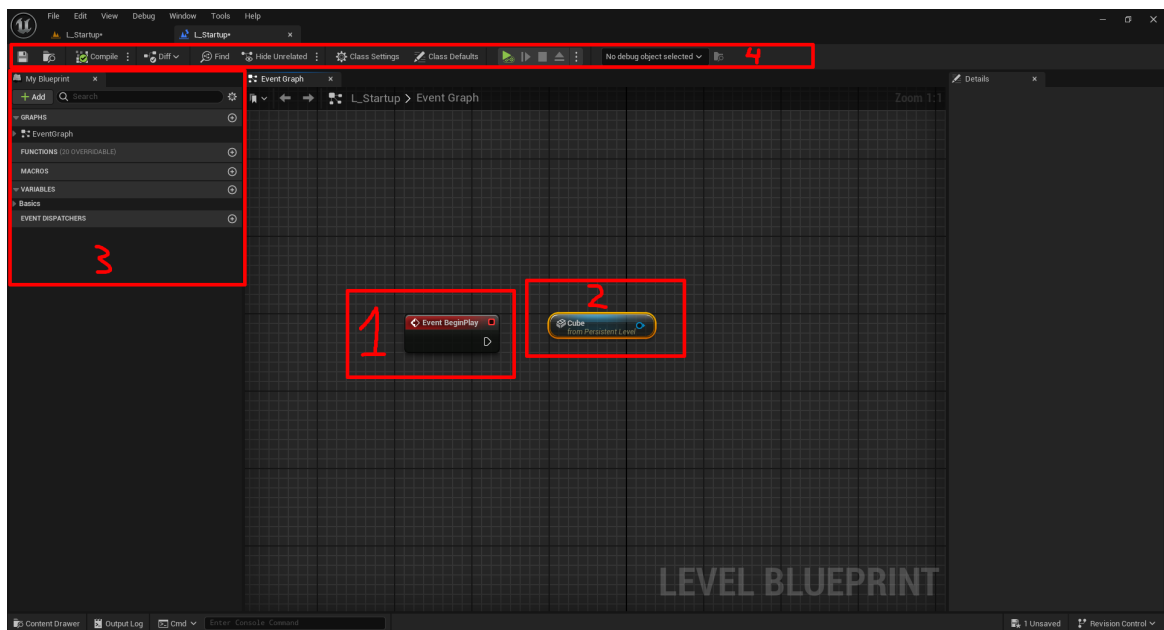 File Edit View Debug Window Tools Help
L_Startup•
L_Startup•
Compile Diff Find Hide Unrelated Class Settings Class Defaults No debug object selected
4
My Blueprint
Event Graph
Details
+ Add Search
L_Startup > Event Graph
Zoom 1:1
GRAPHS
EventGraph
FUNCTIONS (20 OVERRIDABLE)
MACROS
VARIABLES
Basics
EVENT DISPATCHERS
3
1
Event BeginPlay
2
Cube
from Persistent Level
LEVEL BLUEPRINT
Content Drawer Output Log Cmd Enter Console Command 1 Unsaved Revision Control